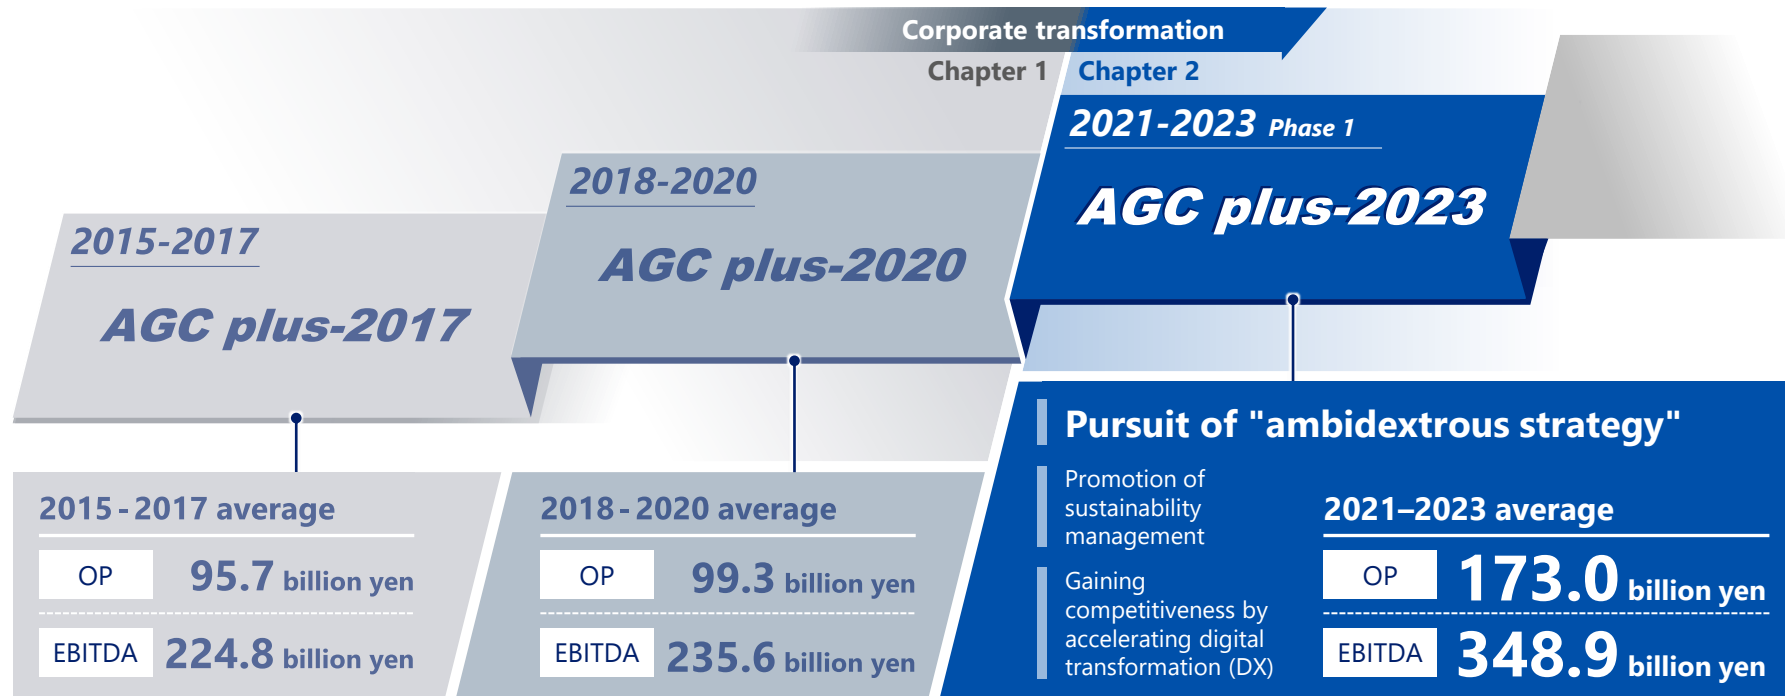 Corporate transformation
Chapter 1
Chapter 2
2015-2017
AGC plus-2017
2018-2020
AGC plus-2020
2021-2023 Phase 1
AGC plus-2023
2015-2017 average
OP 95.7 billion yen
EBITDA 224.8 billion yen
2018-2020 average
OP 99.3 billion yen
EBITDA 235.6 billion yen
Pursuit of "ambidextrous strategy"
Promotion of
sustainability
management
Gaining
competitiveness by
accelerating digital
transformation (DX)
2021–2023 average
OP 173.0 billion yen
EBITDA 348.9 billion yen